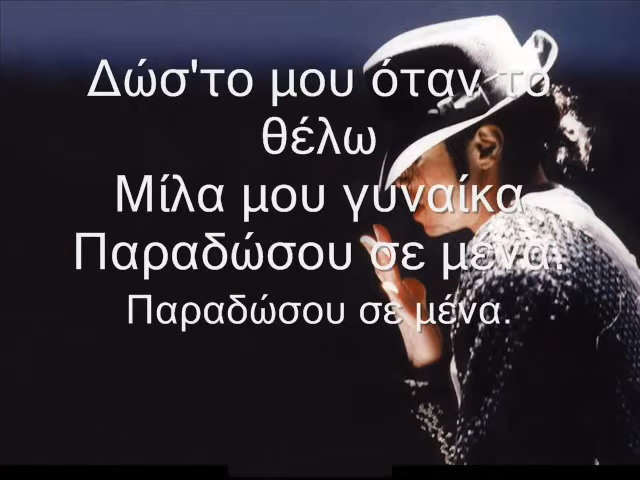 Δώσ'το μου όταν το
θέλω
Μίλα μου γυναίκα
Παραδώσου σε μένα.
Παραδώσου σε μένα.